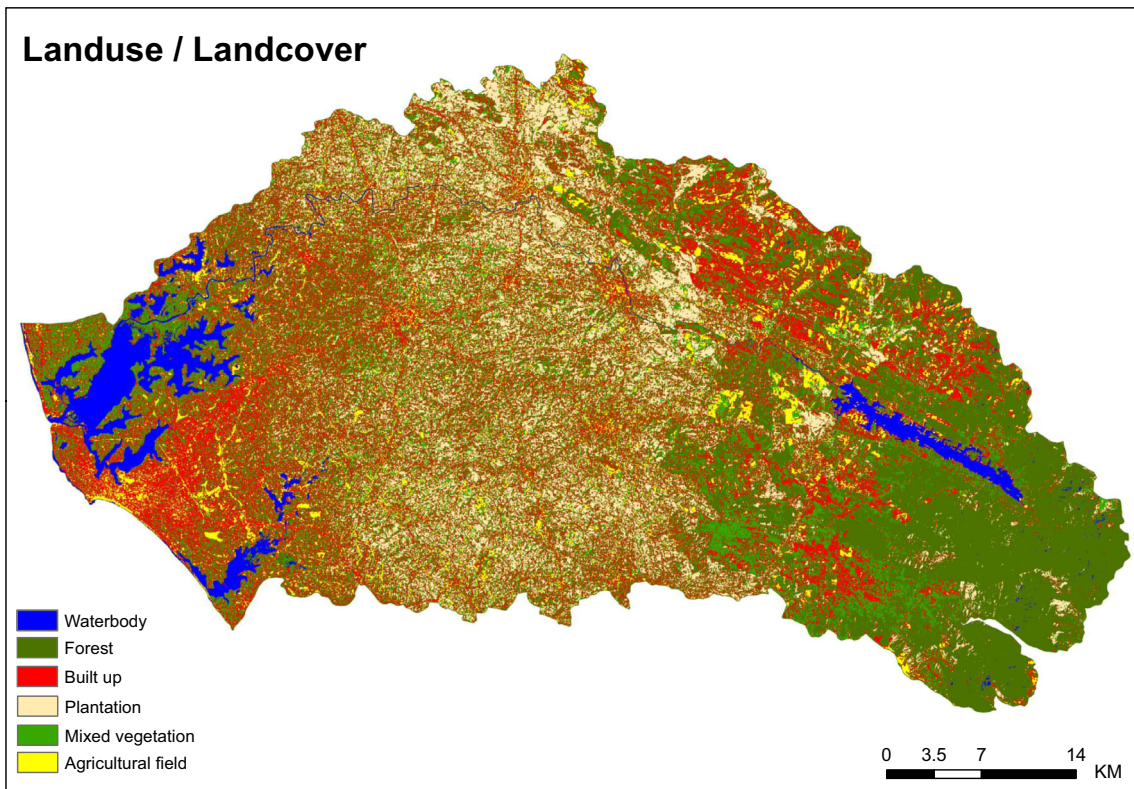 Landuse / Landcover
Waterbody
Forest
Built up
Plantation
Mixed vegetation
Agricultural field
0 3.5 7 14
KM